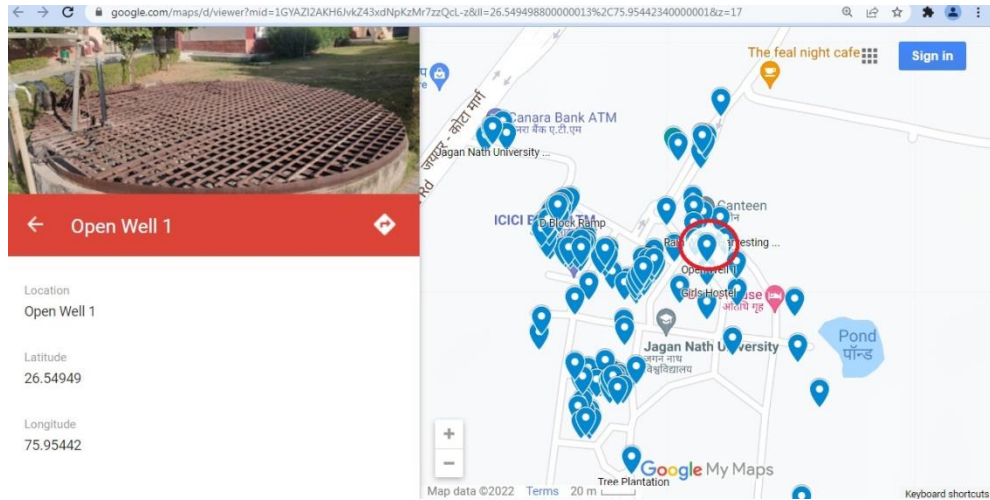 google.com/maps/d/viewer?mid=1GYAZI2AKH6JvkZ43xdNpKzMr7zzQcL-z&ll=26.549498800000013%2C75.95442340000001&z=17
Open Well 1
Location
Open Well 1
Latitude
26.54949
Longitude
75.95442
The feal night cafe
Sign in
Canara Bank ATM
केनरा बैंक ए.टी.एम
जयपुर - कोटा मार्ग
Jagan Nath University ...
Rd
Canteen
ICICI
D Block Ramp
Open Well 1
Girls Hostel
अतिथि गृह
Pond
पॉन्ड
Jagan Nath University
जगन नाथ
विश्वविद्यालय
Google My Maps
Tree Plantation
Map data ©2022 Terms 20 m
Keyboard shortcuts